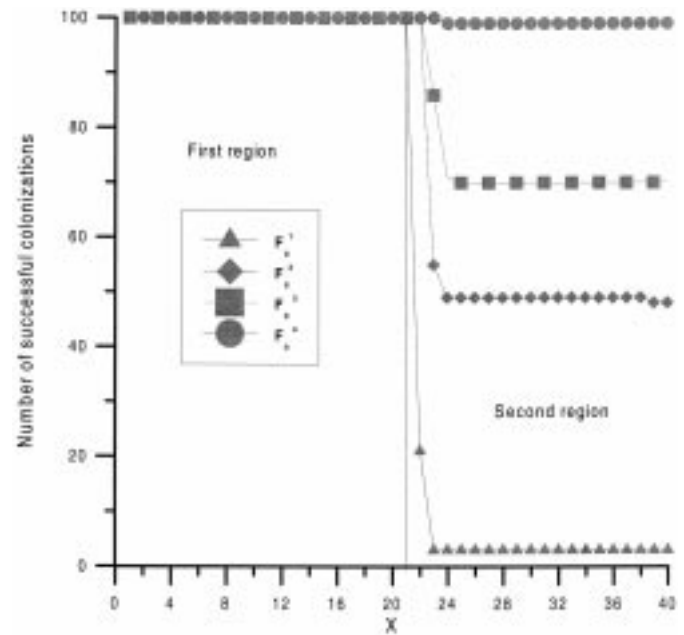 100
80
60
40
20
0
Number of successful colonizations
First region
F
F
F
F
Second region
0 4 8 12 16 20 24 28 32 36 40
X